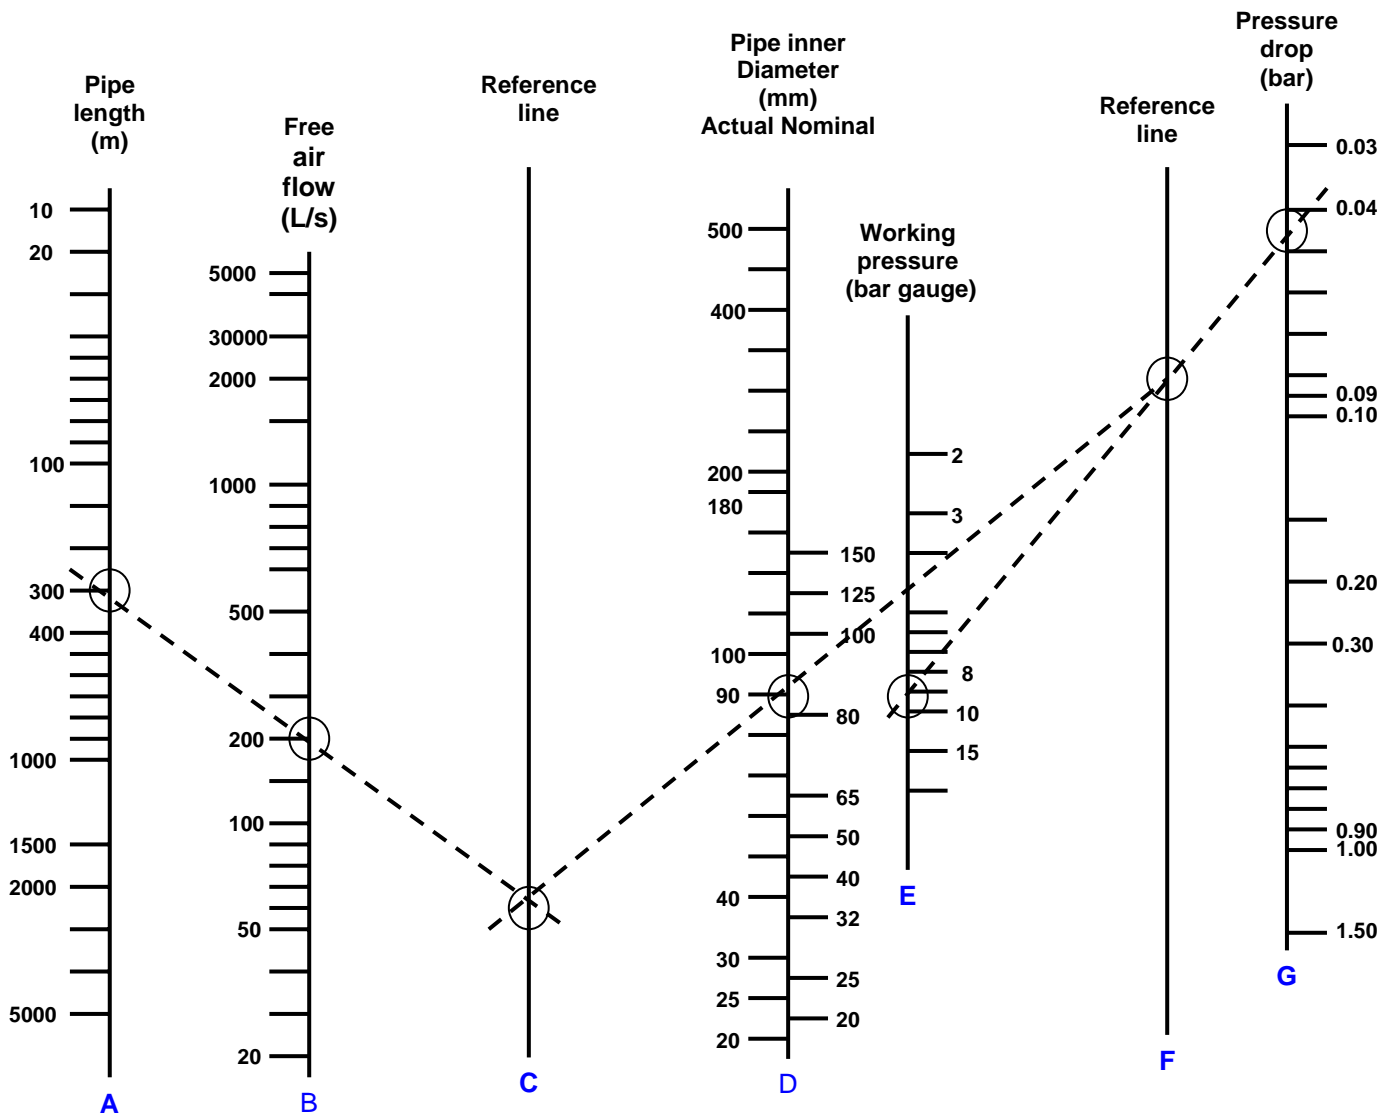 Pipe
length
(m)
10
20
100
300
400
1000
1500
2000
5000
A
Free
air
flow
(L/s)
5000
30000
2000
1000
500
200
100
50
20
B
Reference
line
C
Pipe inner
Diameter
(mm)
Actual Nominal
500
400
200
180
100
90
40
30
25
20
150
125
100
80
65
50
40
32
25
20
D
Working
pressure
(bar gauge)
2
3
8
10
15
E
Reference
line
F
Pressure
drop
(bar)
0.03
0.04
0.09
0.10
0.20
0.30
0.90
1.00
1.50
G